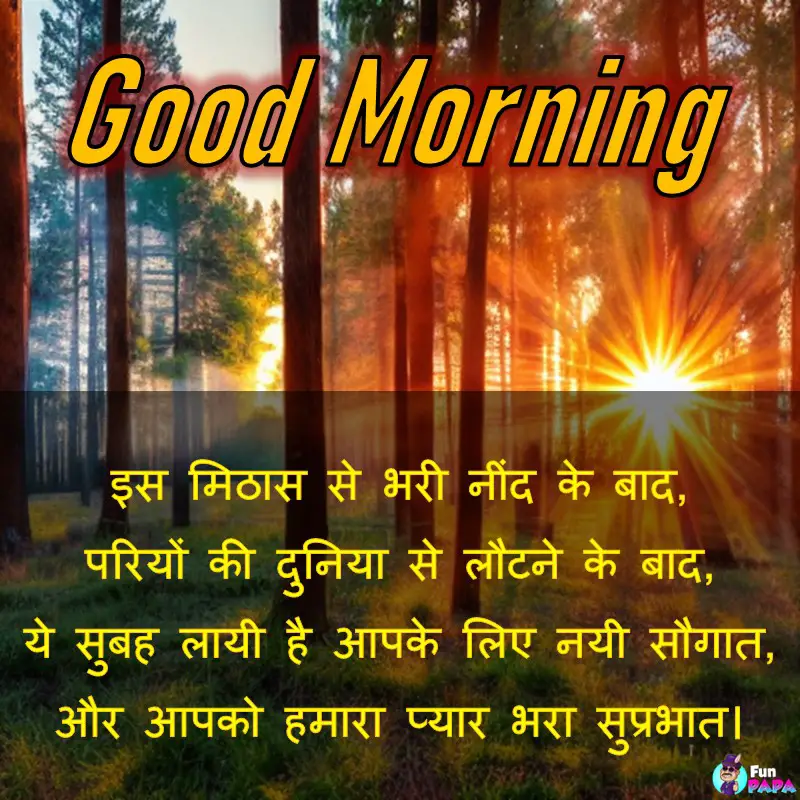 Good Morning
इस मिठास से भरी नींद के बाद,
परियों की दुनिया से लौटने के बाद,
ये सुबह लायी है आपके लिए नयी सौगात,
और आपको हमारा प्यार भरा सुप्रभात।
Fun
PAPA